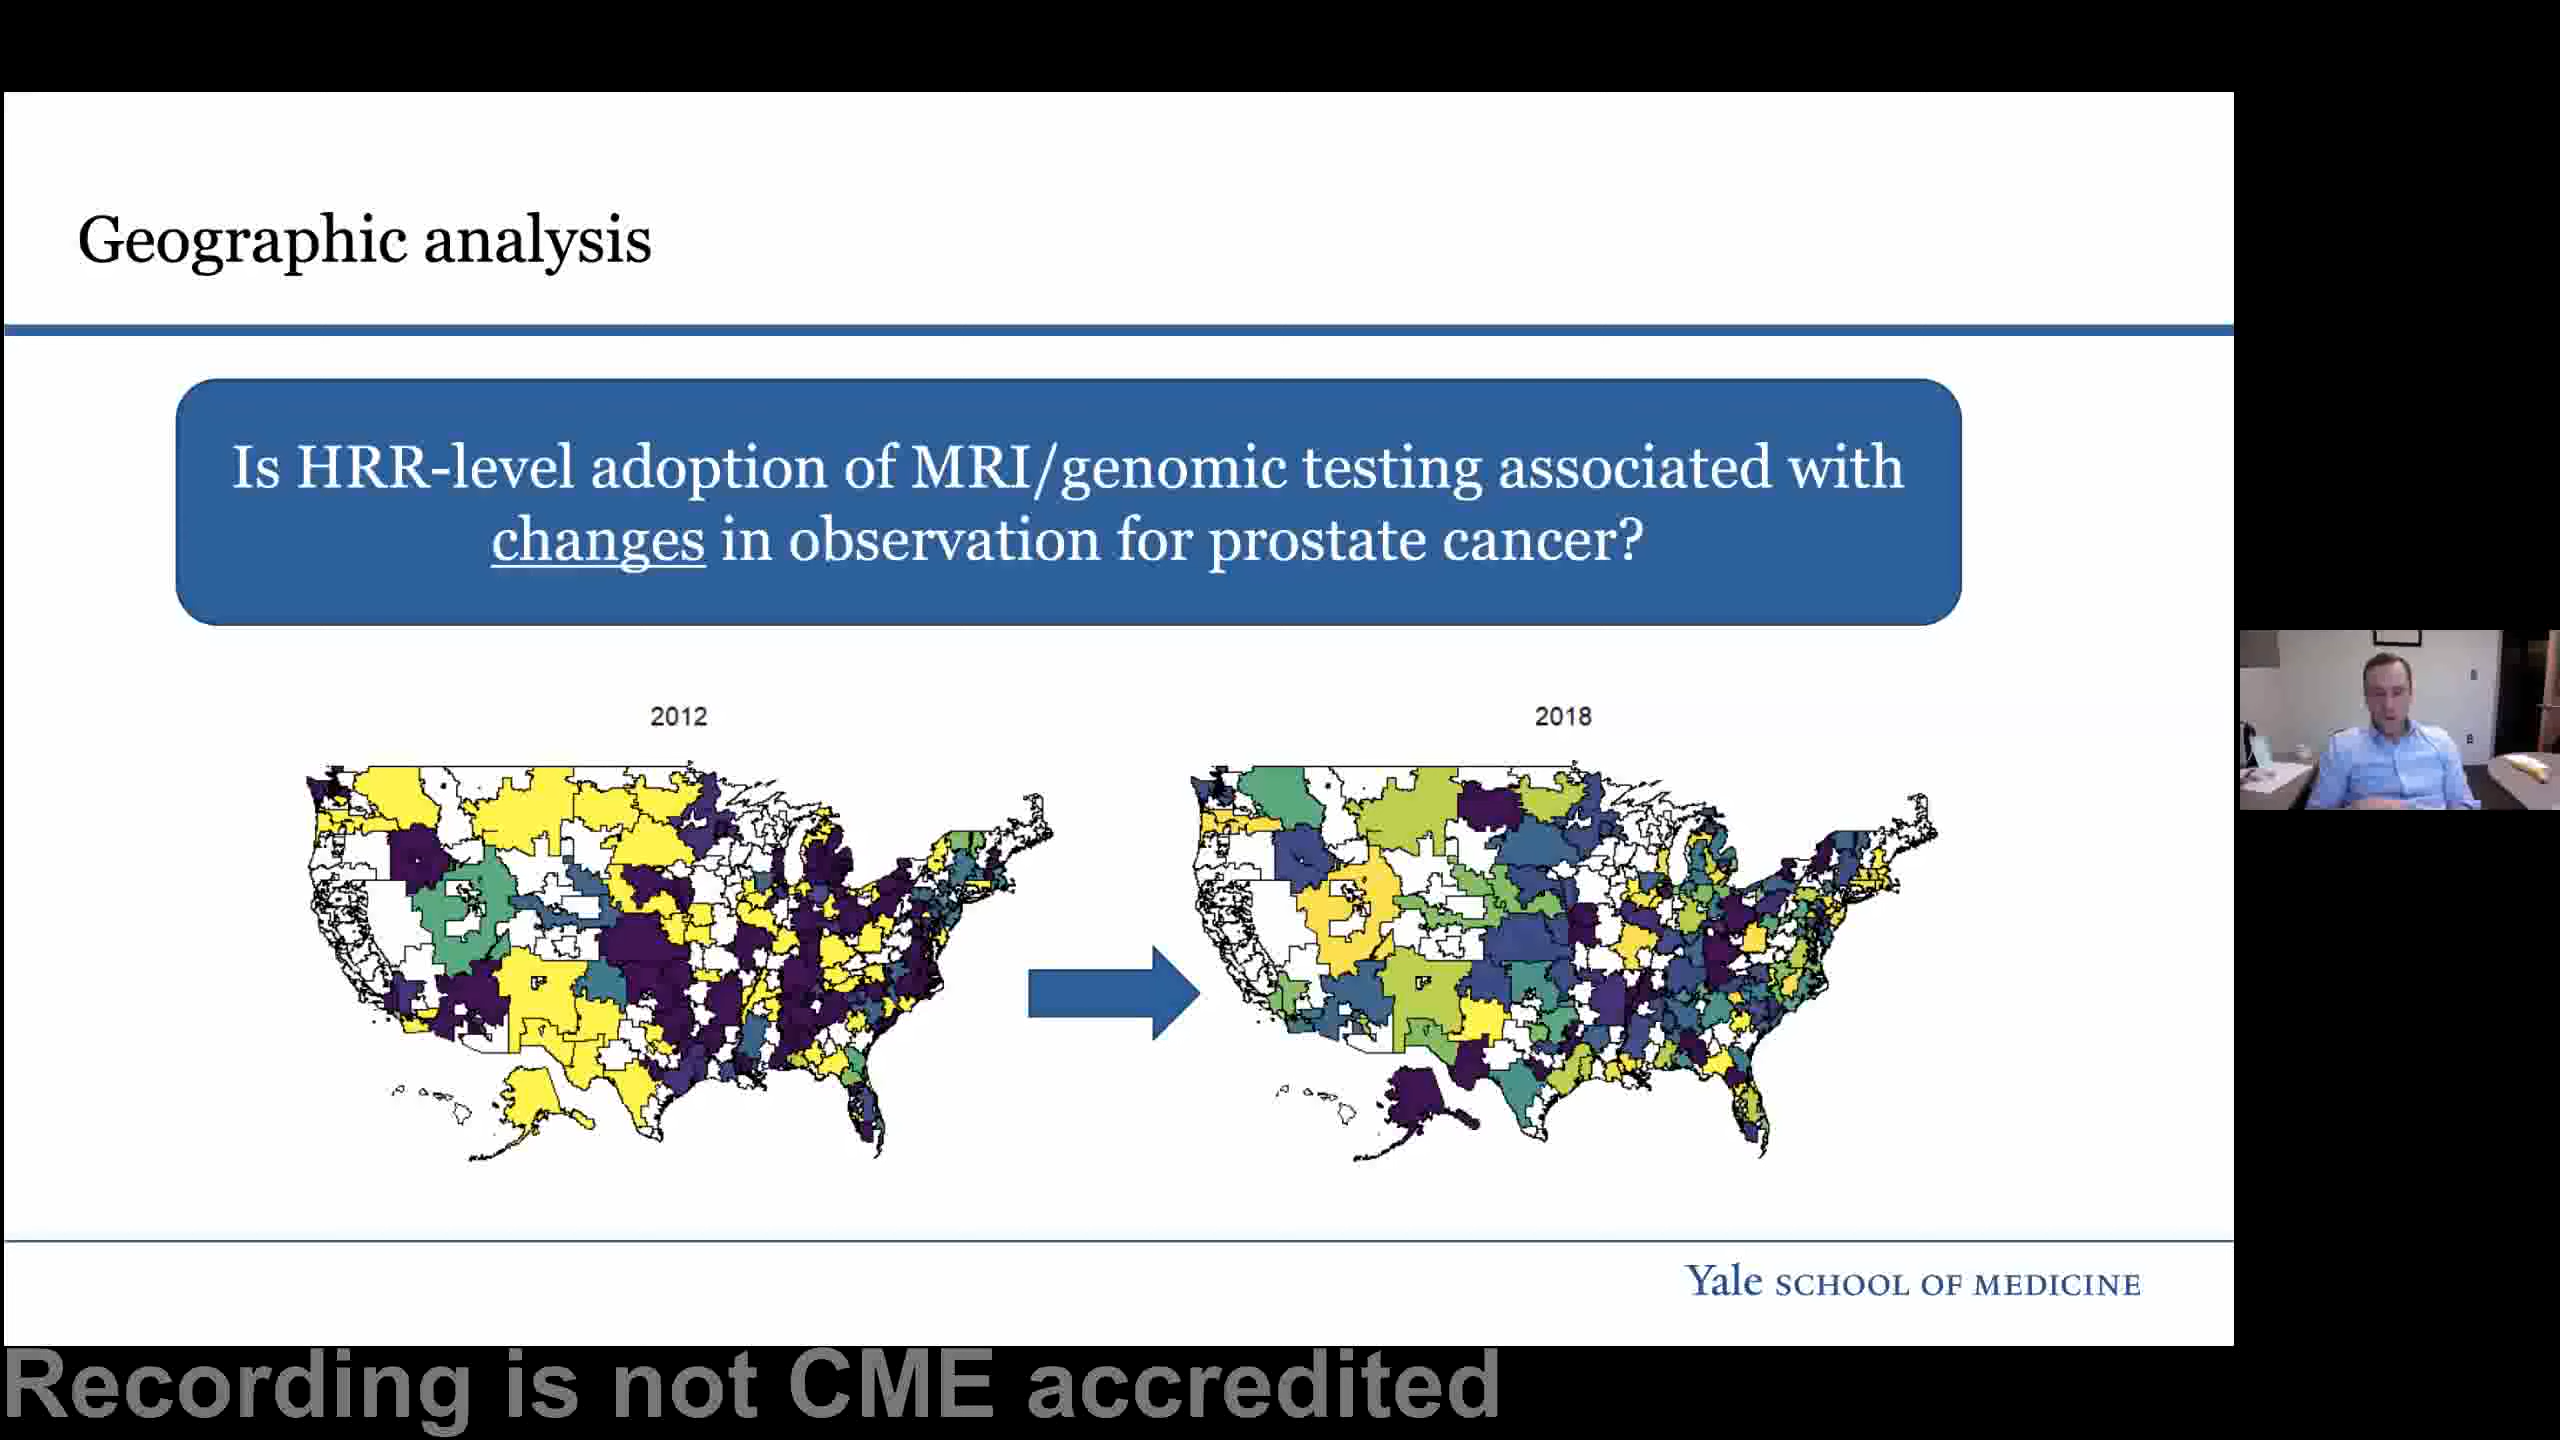 Geographic analysis
Is HRR-level adoption of MRI/genomic testing associated with
changes in observation for prostate cancer?
2012
2018
Yale SCHOOL OF MEDICINE
Recording is not CME accredited